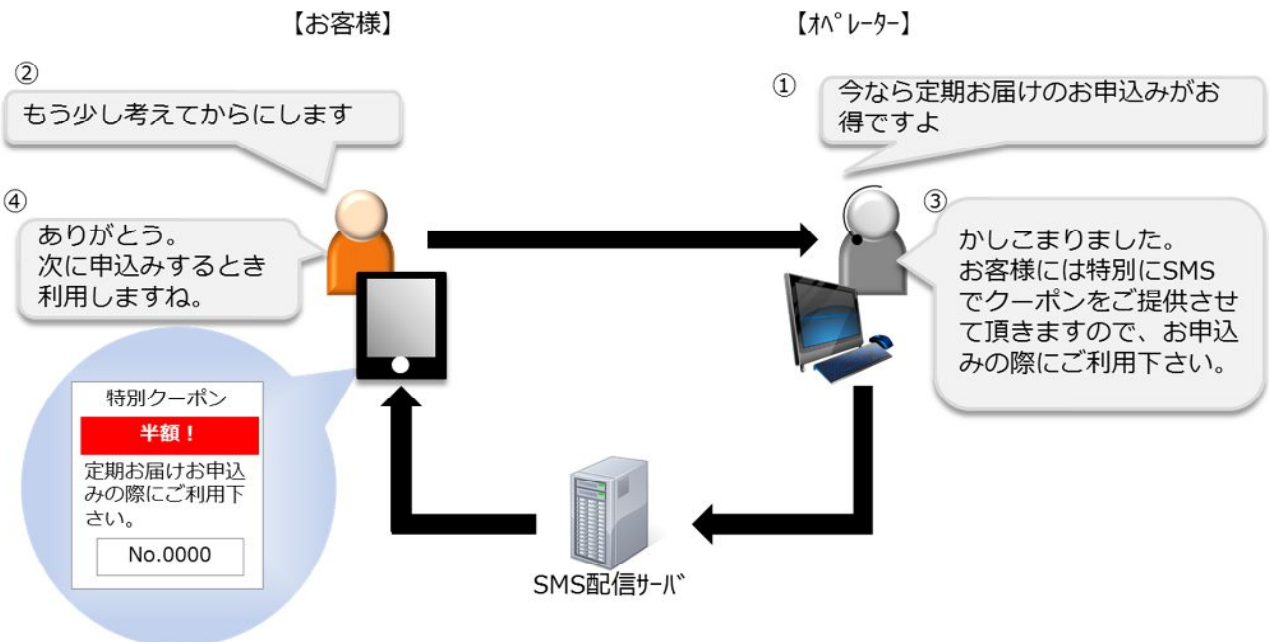 【お客様】
【ｵﾍﾟﾚｰﾀｰ】
①
今なら定期お届けのお申込みがお
得ですよ
②
もう少し考えてからにします
③
かしこまりました。
お客様には特別にSMS
でクーポンをご提供させ
て頂きますので、お申込
みの際にご利用下さい。
④
ありがとう。
次に申込みするとき
利用しますね。
特別クーポン
半額！
定期お届けお申込
みの際にご利用下
さい。
No.0000
SMS配信ｻｰﾊﾞ